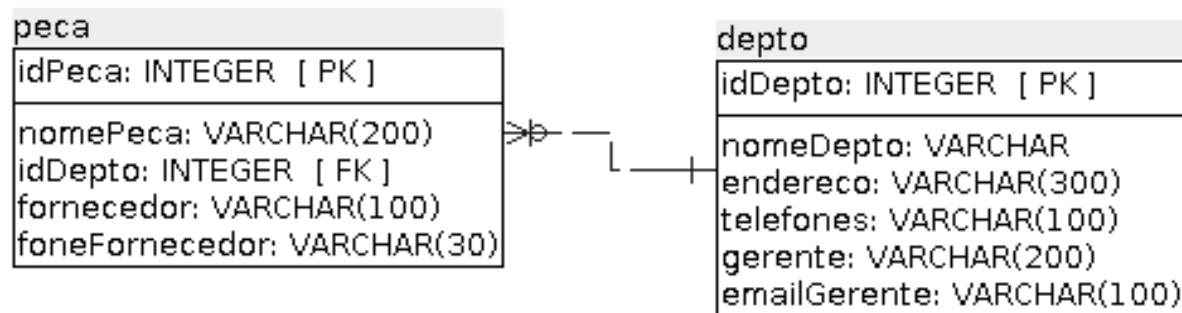 peca
idPeca: INTEGER [ PK ]
nomePeca: VARCHAR(200)
idDepto: INTEGER [ FK ]
fornecedor: VARCHAR(100)
foneFornecedor: VARCHAR(30)
depto
idDepto: INTEGER [ PK ]
nomeDepto: VARCHAR
endereco: VARCHAR(300)
telefones: VARCHAR(100)
gerente: VARCHAR(200)
emailGerente: VARCHAR(100)